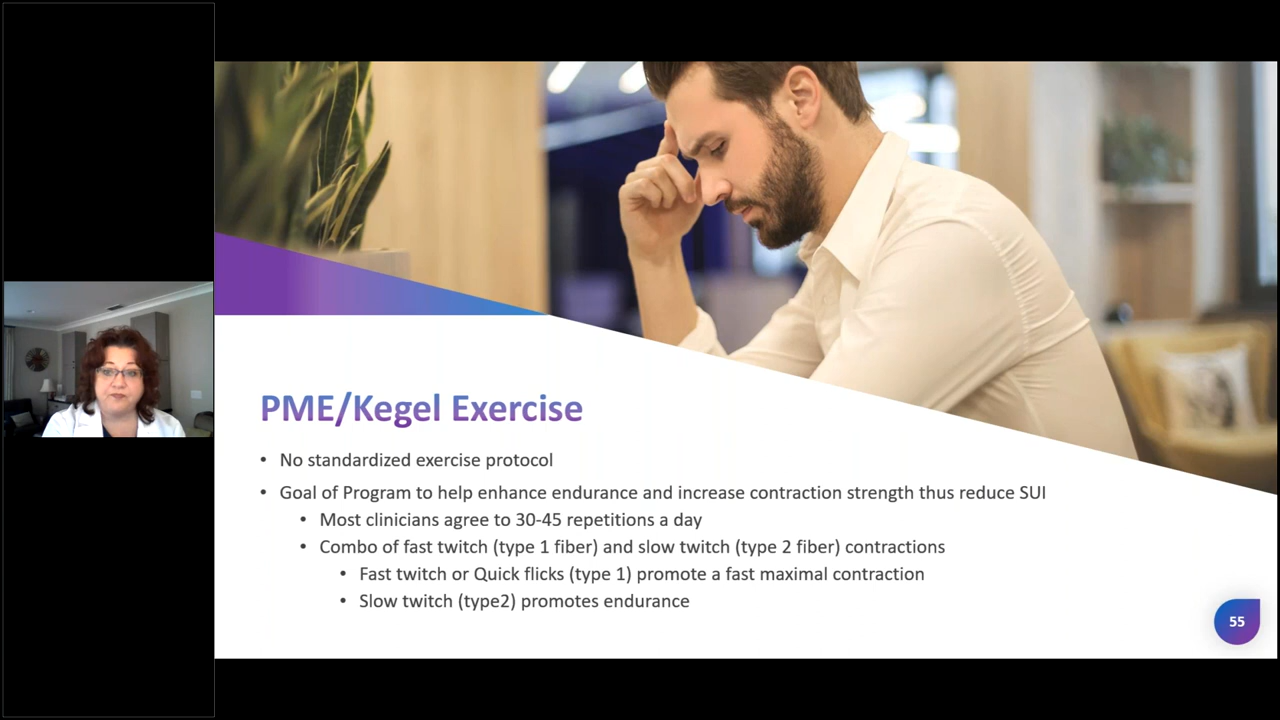 PME/Kegel Exercise
• No standardized exercise protocol
• Goal of Program to help enhance endurance and increase contraction strength thus reduce SUI
• Most clinicians agree to 30-45 repetitions a day
• Combo of fast twitch (type 1 fiber) and slow twitch (type 2 fiber) contractions
• Fast twitch or Quick flicks (type 1) promote a fast maximal contraction
• Slow twitch (type2) promotes endurance
55